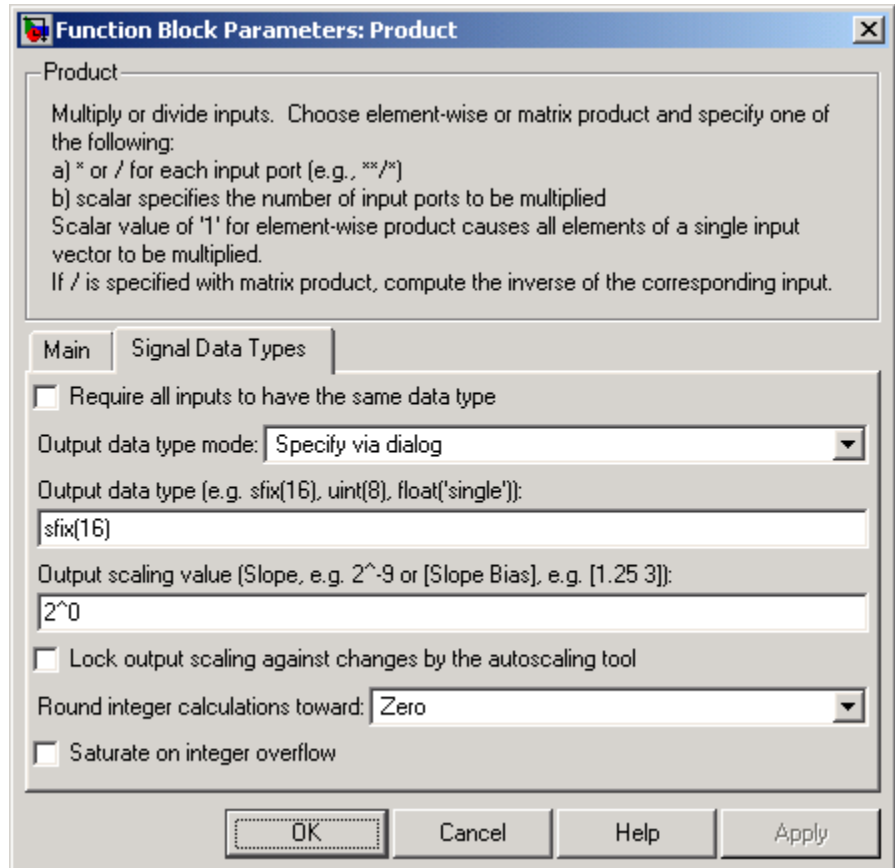 Function Block Parameters: Product
Product
Multiply or divide inputs.  Choose element-wise or matrix product and specify one of
the following:
a) * or / for each input port (e.g., **/*)
b) scalar specifies the number of input ports to be multiplied
Scalar value of '1' for element-wise product causes all elements of a single input
vector to be multiplied.
If / is specified with matrix product, compute the inverse of the corresponding input.
Main Signal Data Types
Require all inputs to have the same data type
Output data type mode: Specify via dialog
Output data type (e.g. sfix(16), uint(8), float('single')):
sfix(16)
Output scaling value (Slope, e.g. 2^-9 or [Slope Bias], e.g. [1.25 3]):
2^0
Lock output scaling against changes by the autoscaling tool
Round integer calculations toward: Zero
Saturate on integer overflow
OK Cancel Help Apply